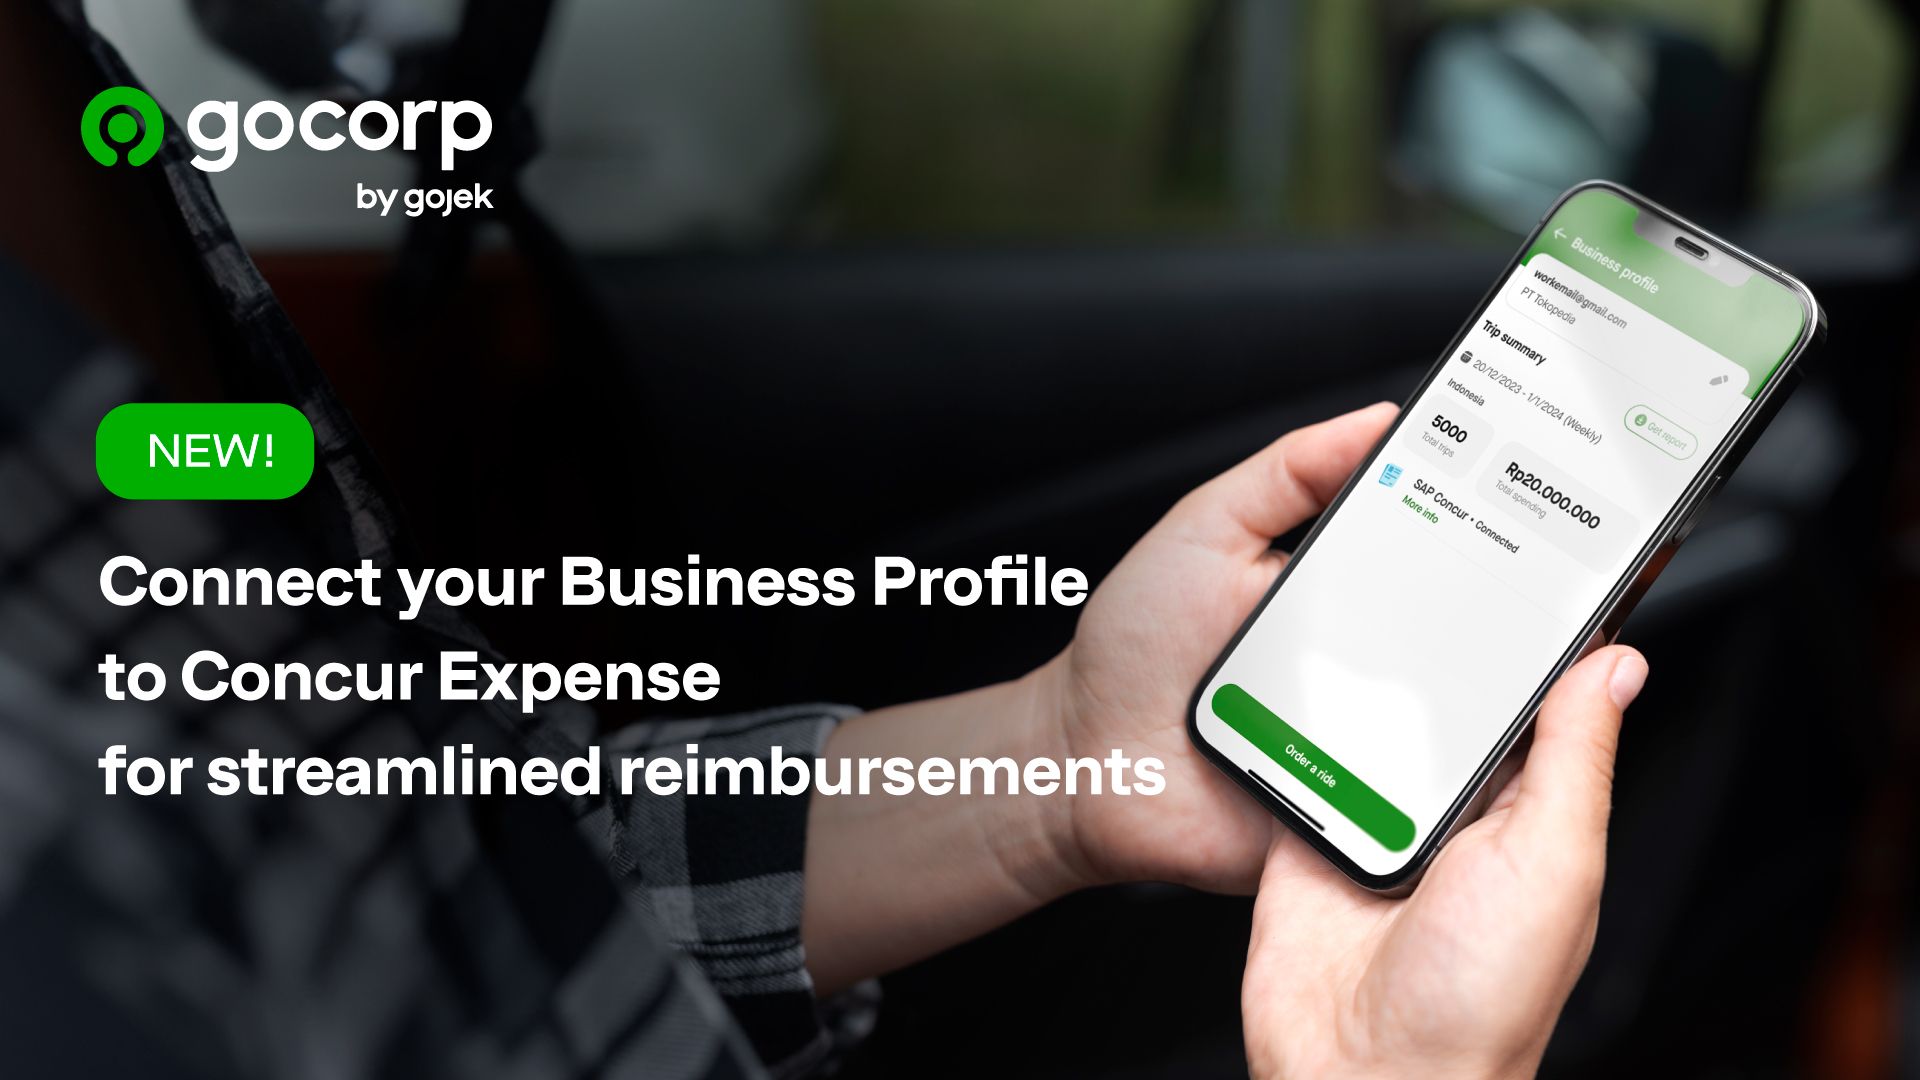 gocorp
by gojek
NEW!
Connect your Business Profile
to Concur Expense
for streamlined reimbursements
Business profile
workemail@gmail.com
PT Tokopedia
Trip summary
20/12/2023 - 1/1/2024 (Weekly)
Get report
Indonesia
5000
Total trips
Rp20.000.000
Total spending
SAP Concur • Connected
More info
Order a ride